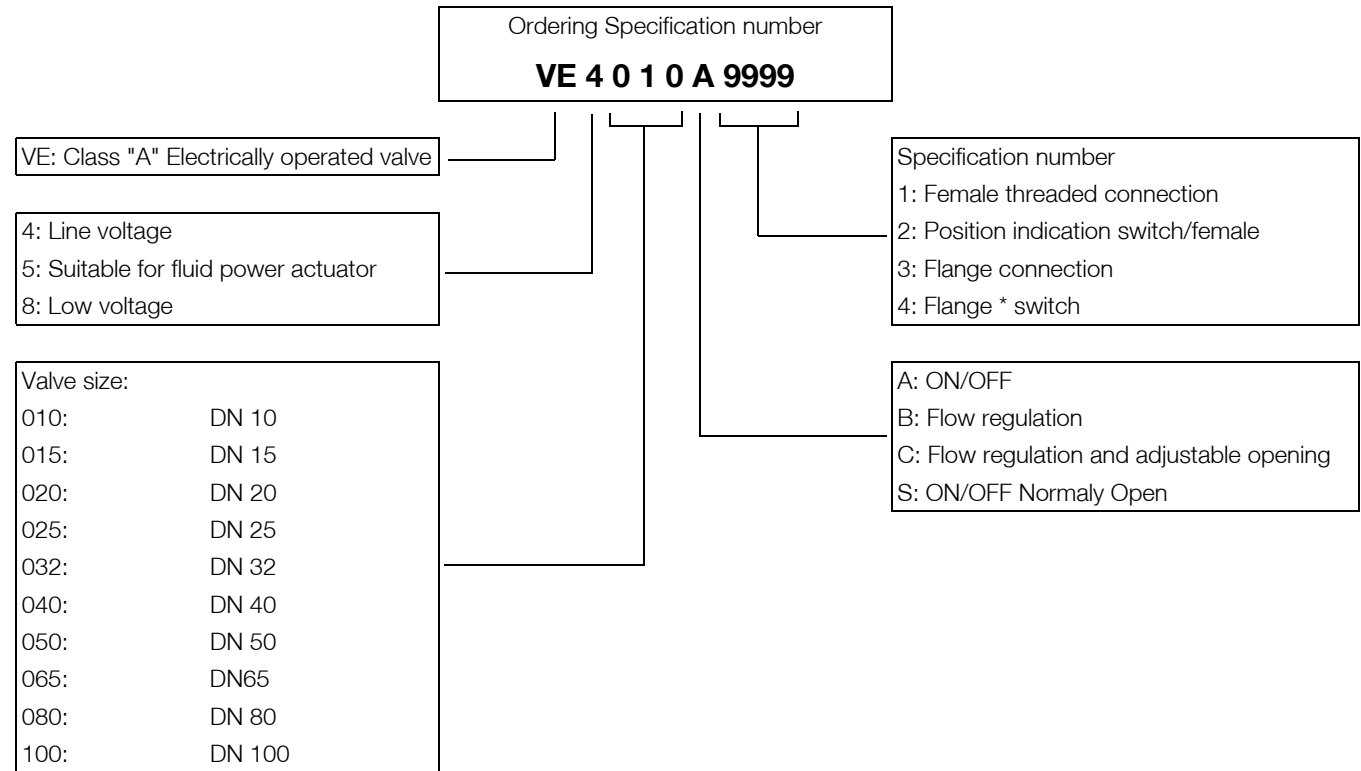 Ordering Specification number
VE 4 0 1 0 A 9999
VE: Class "A" Electrically operated valve
4: Line voltage
5: Suitable for fluid power actuator
8: Low voltage
Valve size:
010: DN 10
015: DN 15
020: DN 20
025: DN 25
032: DN 32
040: DN 40
050: DN 50
065: DN65
080: DN 80
100: DN 100
Specification number
1: Female threaded connection
2: Position indication switch/female
3: Flange connection
4: Flange * switch
A: ON/OFF
B: Flow regulation
C: Flow regulation and adjustable opening
S: ON/OFF Normaly Open